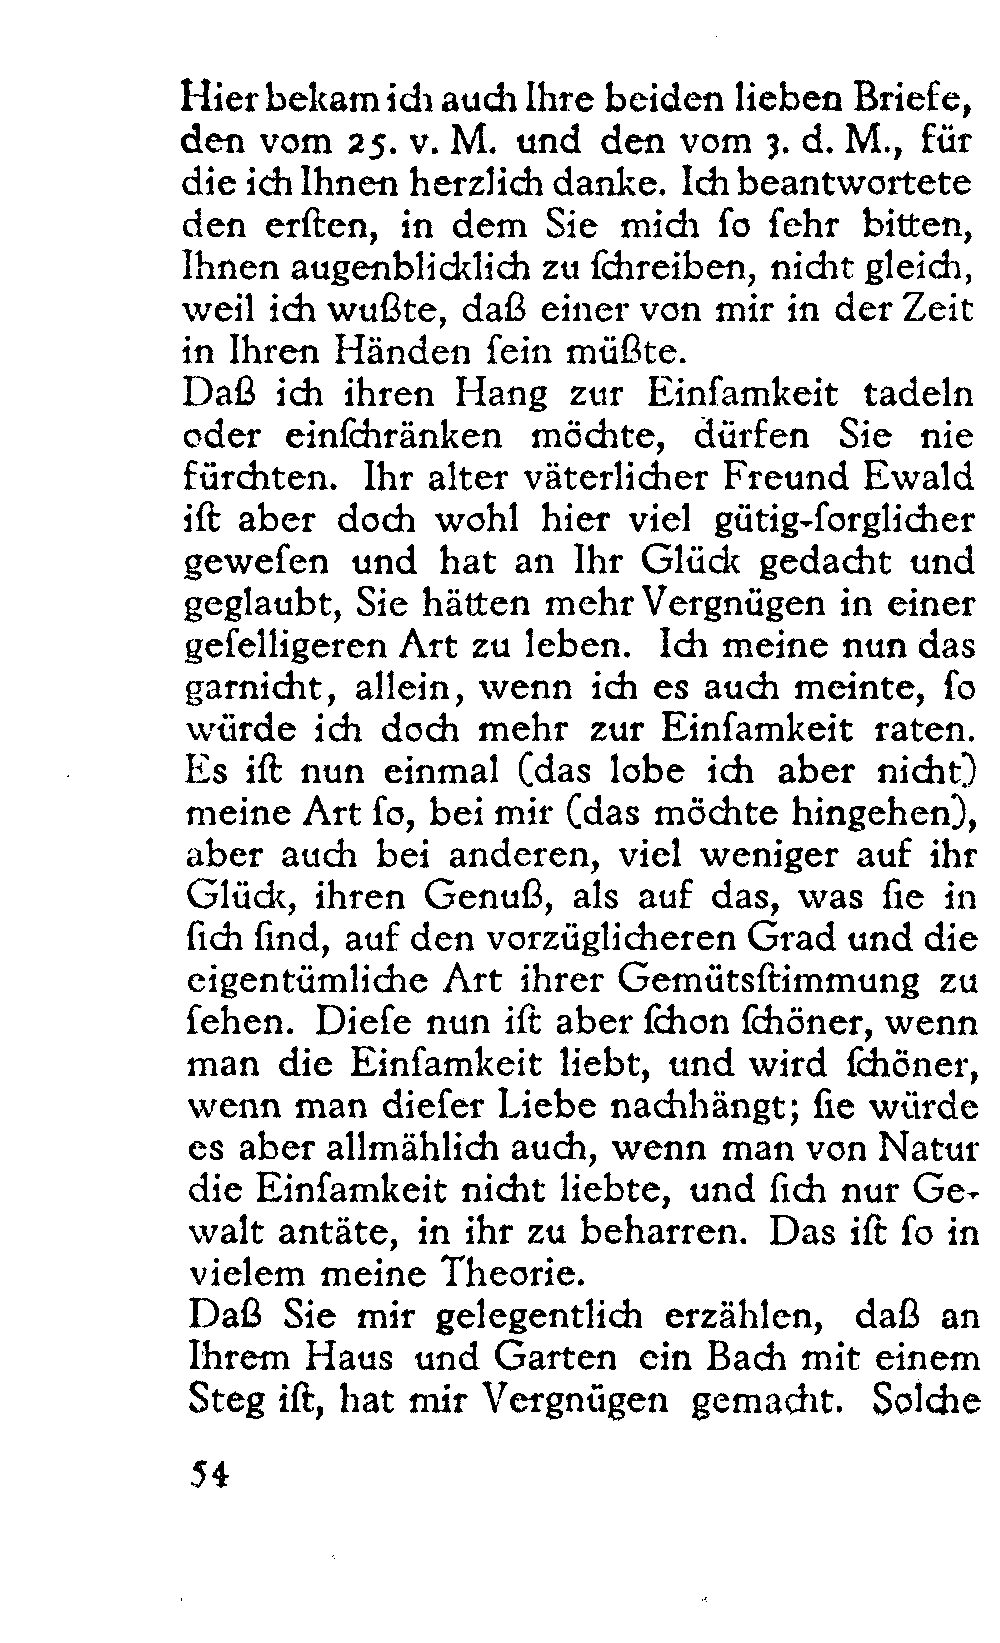 Hier bekam ich auch Ihre beiden lieben Briefe,
den vom 25. v. M. und den vom 3. d. M., für
die ich Ihnen herzlich danke. Ich beantwortete
den erſten, in dem Sie mich ſo ſehr bitten,
Ihnen augenblicklich zu ſchreiben, nicht gleich,
weil ich wußte, daß einer von mir in der Zeit
in Ihren Händen ſein müßte.
Daß ich ihren Hang zur Einſamkeit tadeln
oder einſchränken möchte, dürfen Sie nie
fürchten. Ihr alter väterlicher Freund Ewald
iſt aber doch wohl hier viel gütig-ſorglicher
geweſen und hat an Ihr Glück gedacht und
geglaubt, Sie hätten mehr Vergnügen in einer
geſelligeren Art zu leben. Ich meine nun das
garnicht, allein, wenn ich es auch meinte, ſo
würde ich doch mehr zur Einſamkeit raten.
Es iſt nun einmal (das lobe ich aber nicht)
meine Art ſo, bei mir (das möchte hingehen),
aber auch bei anderen, viel weniger auf ihr
Glück, ihren Genuß, als auf das, was ſie in
ſich ſind, auf den vorzüglicheren Grad und die
eigentümliche Art ihrer Gemütsſtimmung zu
ſehen. Dieſe nun iſt aber ſchon ſchöner, wenn
man die Einſamkeit liebt, und wird ſchöner,
wenn man dieſer Liebe nachhängt; ſie würde
es aber allmählich auch, wenn man von Natur
die Einſamkeit nicht liebte, und ſich nur Ge-
walt antäte, in ihr zu beharren. Das iſt ſo in
vielem meine Theorie.
Daß Sie mir gelegentlich erzählen, daß an
Ihrem Haus und Garten ein Bach mit einem
Steg iſt, hat mir Vergnügen gemacht. Solche
54